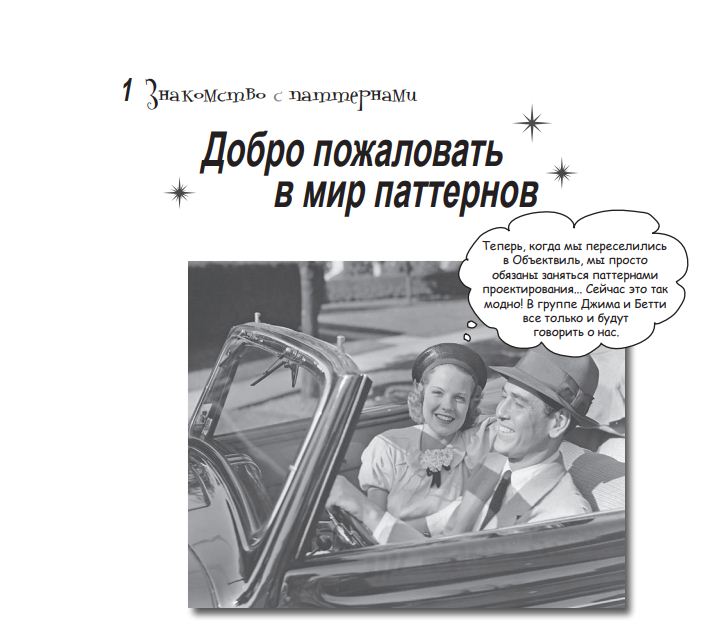 1 Знакомство с паттернами
Добро пожаловать
в мир паттернов
Теперь, когда мы переселились
в Объектвиль, мы просто
обязаны заняться паттернами
проектирования... Сейчас это так
модно! В группе Джима и Бетти
все только и будут
говорить о нас.